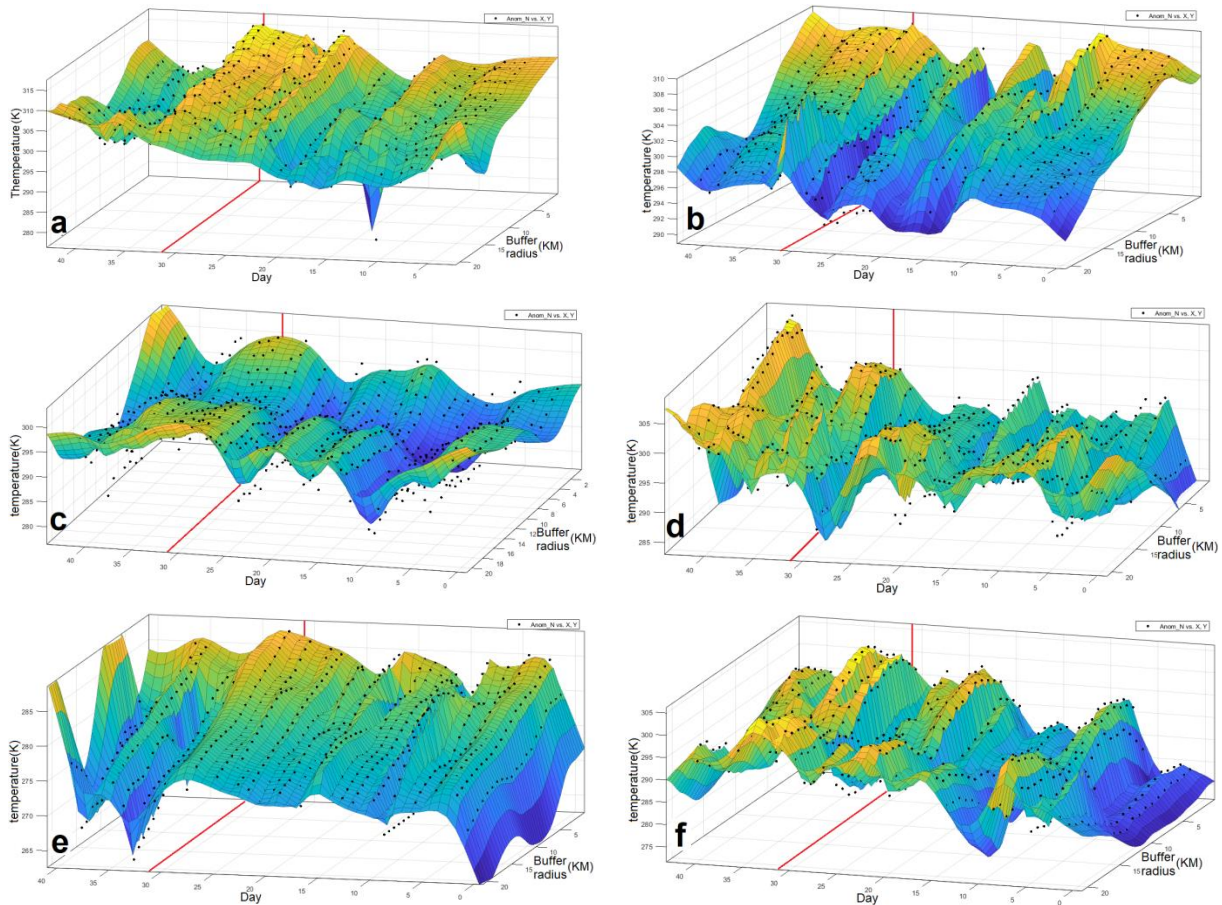 Anom_N vs. X, Y
Themperature(K)
315
310
305
300
295
290
285
280
a
40 35 30 25 20 15 10 5
Day
5
10
15
20
Buffer
radius (KM)
Anom_N vs. X, Y
t emperature(K)
310
308
306
304
302
300
298
296
294
292
290
b
40 35 30 25 20 15 10 5 0
Day
5
10
15
20
Buffer
radius (KM)
Anom_N vs. X, Y
temperature(K)
300
295
290
285
280
c
40 35 30 25 20 15 10 5 0
Day
2
4
6
8
10
12
14
16
18
20
Buffer
radius (KM)
Anom_N vs. X, Y
temperature(K)
305
300
295
290
285
d
40 35 30 25 20 15 10 5 0
Day
5
10
15
20
Buffer
radius (KM)
Anom_N vs. X, Y
temperature(K)
285
280
275
270
265
e
40 35 30 25 20 15 10 5 0
Day
5
10
15
20
Buffer
radius (KM)
Anom_N vs. X, Y
temperature(K)
305
300
295
290
285
280
275
f
40 35 30 25 20 15 10 5 0
Day
5
10
15
20
Buffer
radius (KM)